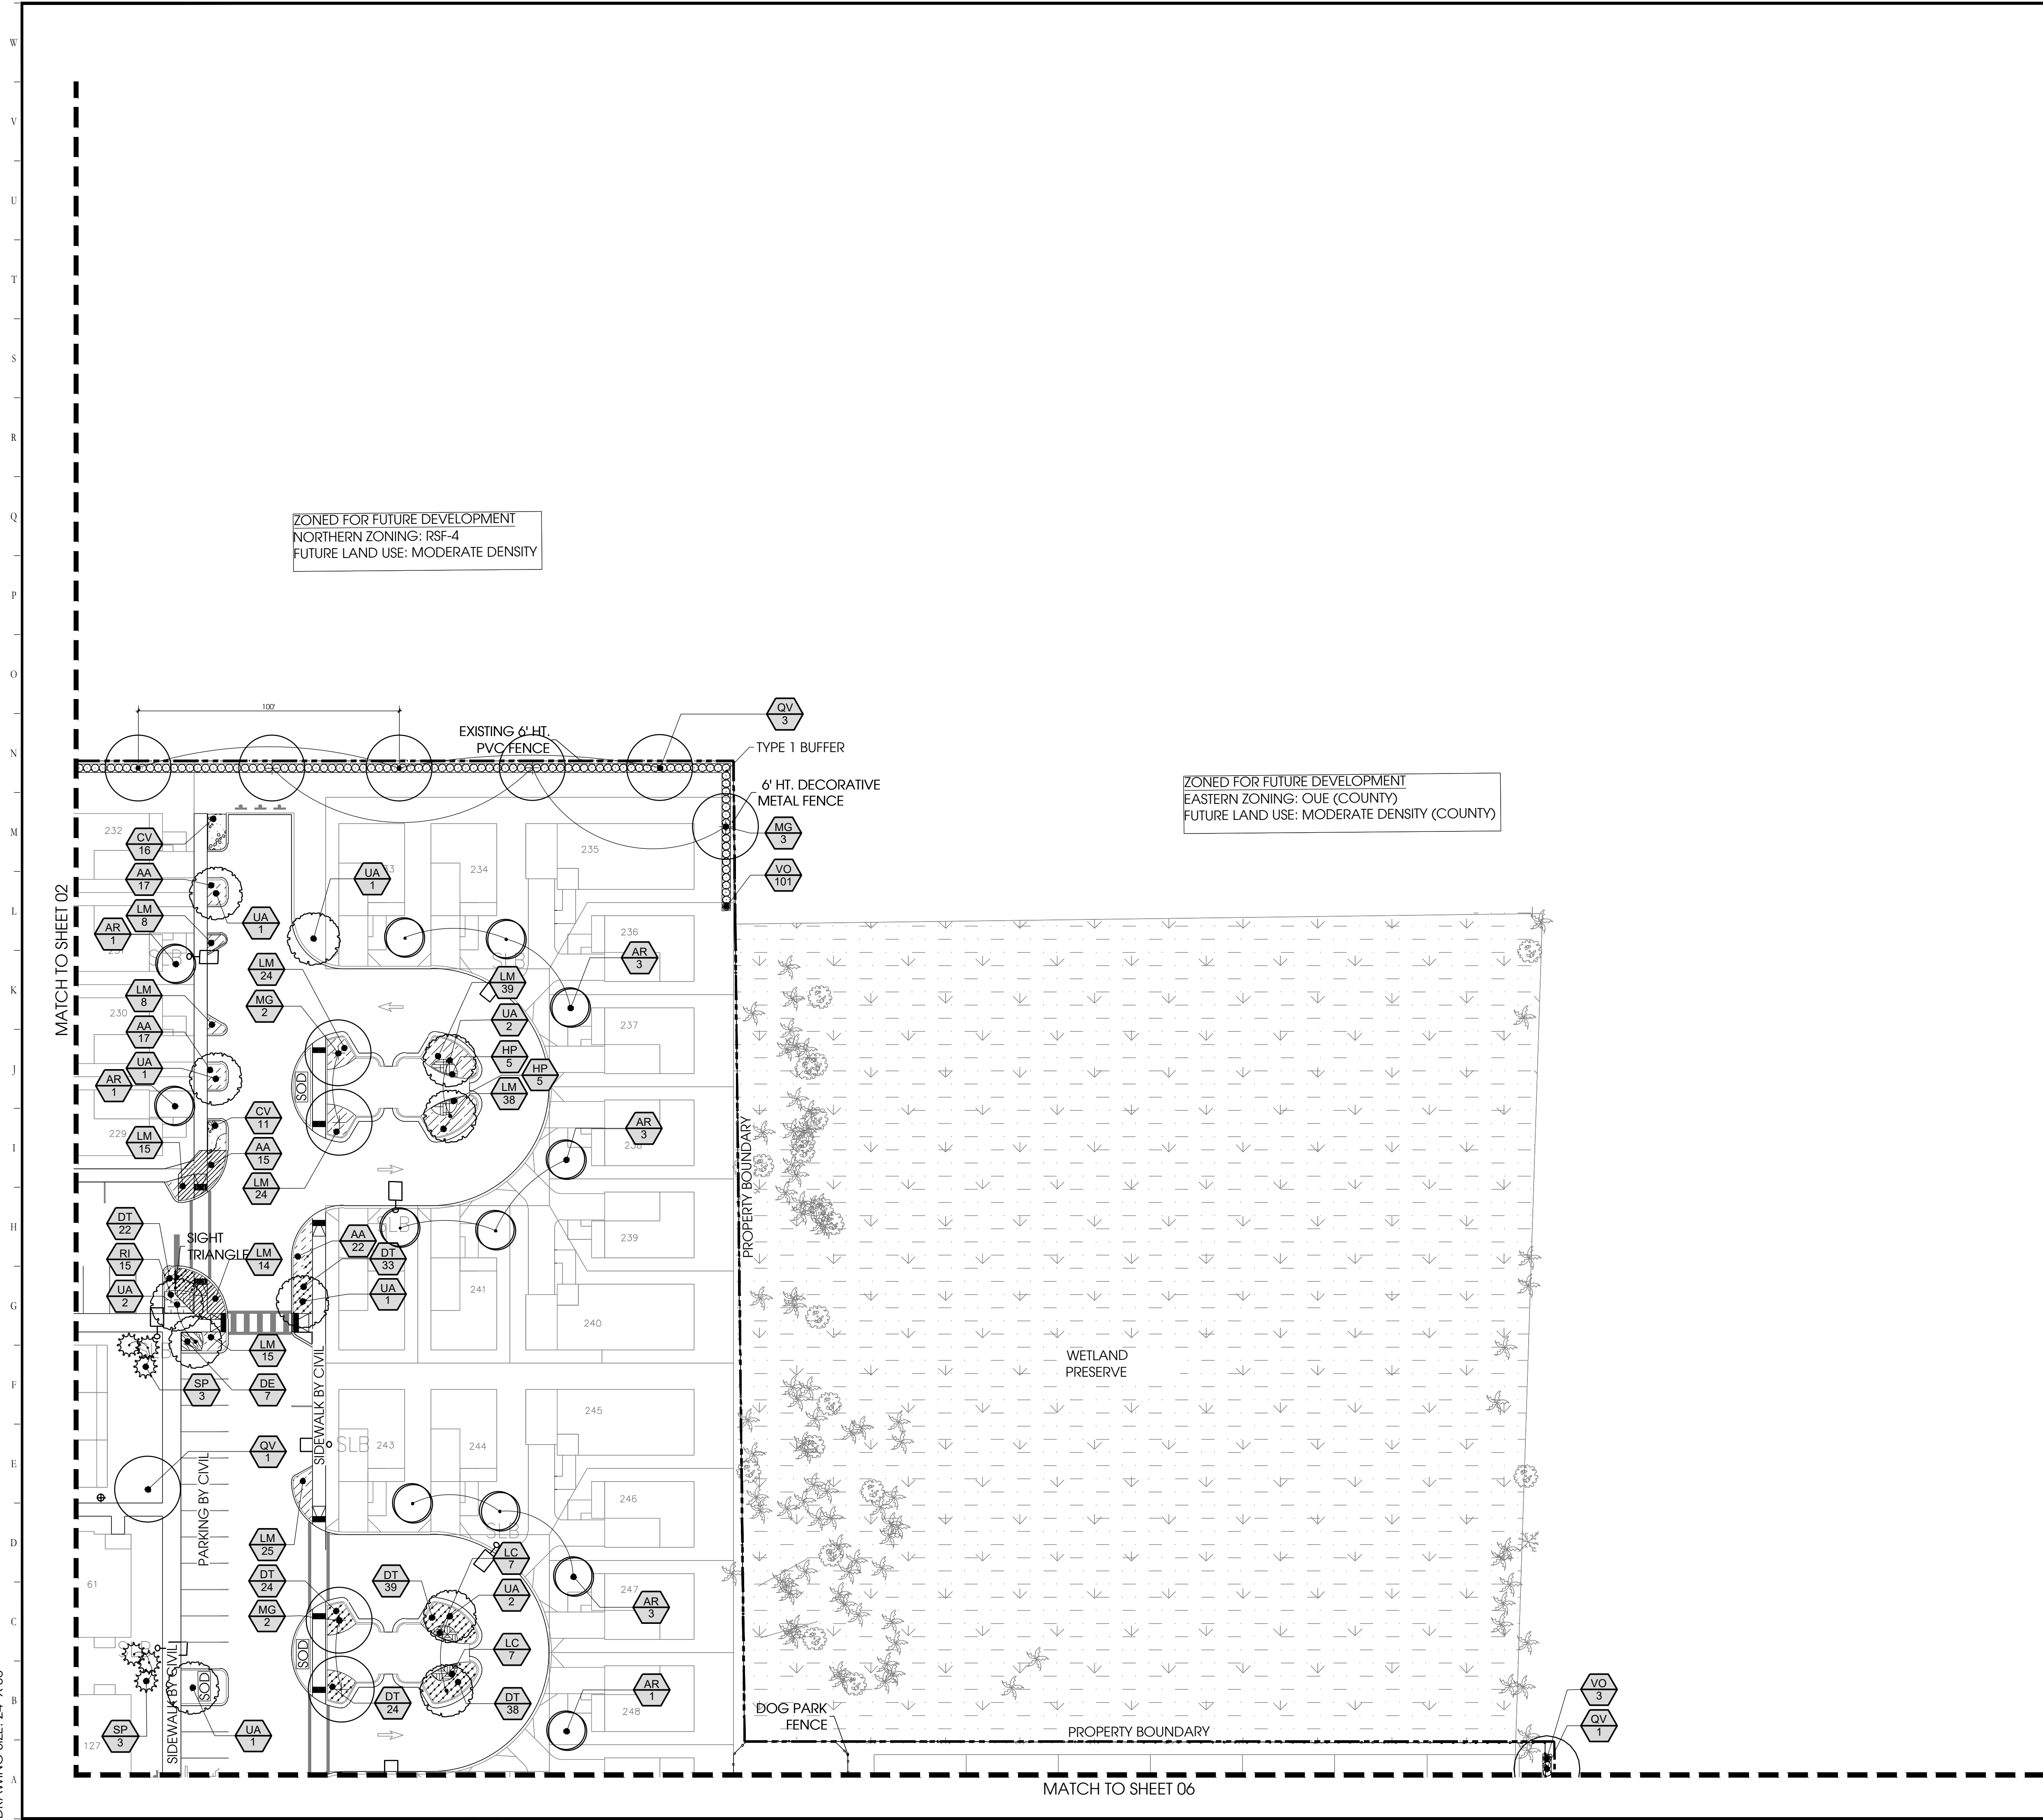 W
V
U
T
S
R
Q
P
O
N
M
L
K
J
I
H
G
F
E
D
C
B
A
MATCH TO SHEET 02
ZONED FOR FUTURE DEVELOPMENT
NORTHERN ZONING: RSF-4
FUTURE LAND USE: MODERATE DENSITY
100'
EXISTING 6' HT.
PVC FENCE
QV
3
TYPE 1 BUFFER
6' HT. DECORATIVE
METAL FENCE
MG
3
VO
101
ZONED FOR FUTURE DEVELOPMENT
EASTERN ZONING: OUE (COUNTY)
FUTURE LAND USE: MODERATE DENSITY (COUNTY)
232
CV
16
AA
17
LM
8
AR
1
UA
1
UA
1
234
235
236
AR
3
SLB
LM
24
MG
2
LM
39
UA
2
HP
5
HP
5
LM
38
237
LM
8
230
AA
17
UA
1
AR
1
SOD
CV
11
229
LM
15
AA
15
LM
24
AR
3
238
PROPERTY BOUNDARY
DT
22
SIGHT
TRIANGLE
RI
15
LM
14
UA
2
AA
22
DT
33
UA
1
SLB
239
241
240
LM
15
SP
3
DE
7
WETLAND
PRESERVE
SIDEWALK BY CIVIL
QV
1
SLB
243
244
245
246
PARKING BY CIVIL
SLB
LM
25
DT
24
MG
2
DT
39
LC
7
UA
2
247
AR
3
61
SOD
LC
7
SLB
SIDEWALK BY CIVIL
SOD
DT
24
DT
38
AR
1
248
SP
3
127
UA
1
DOG PARK
FENCE
PROPERTY BOUNDARY
VO
3
QV
1
MATCH TO SHEET 06